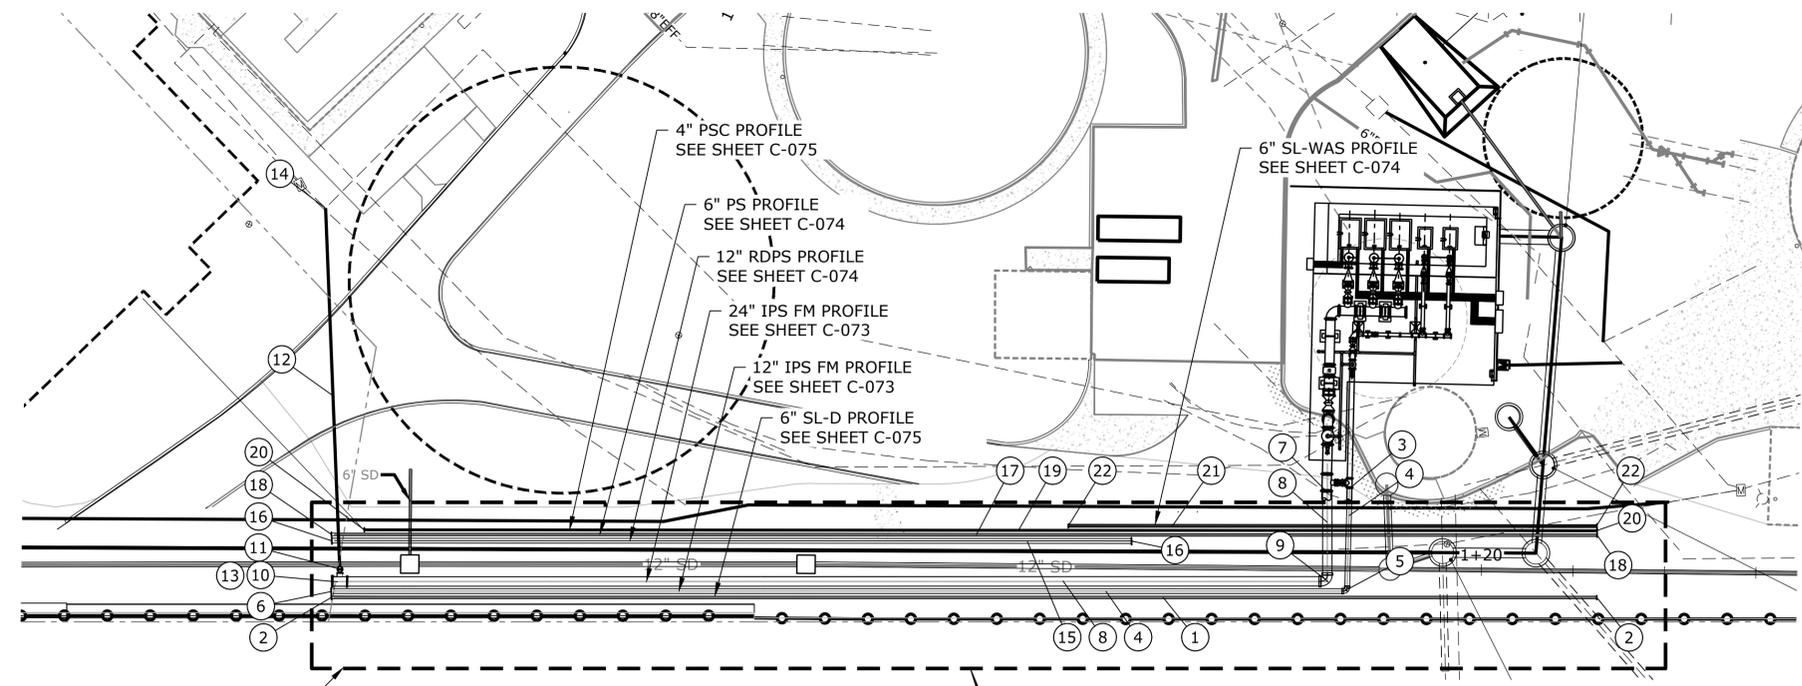 8"EFF
4" PSC PROFILE
SEE SHEET C-075
6" PS PROFILE
SEE SHEET C-074
12" RDPS PROFILE
SEE SHEET C-074
24" IPS FM PROFILE
SEE SHEET C-073
12" IPS FM PROFILE
SEE SHEET C-073
6" SL-D PROFILE
SEE SHEET C-075
6" SL-WAS PROFILE
SEE SHEET C-074
14
12
20
18
16
11
13
10
6
2
6" SD
12" SD
12" SD
17
19
22
21
7
8
3
4
22
20
18
16
9
5
1+20
15
8
4
1
2
M
M